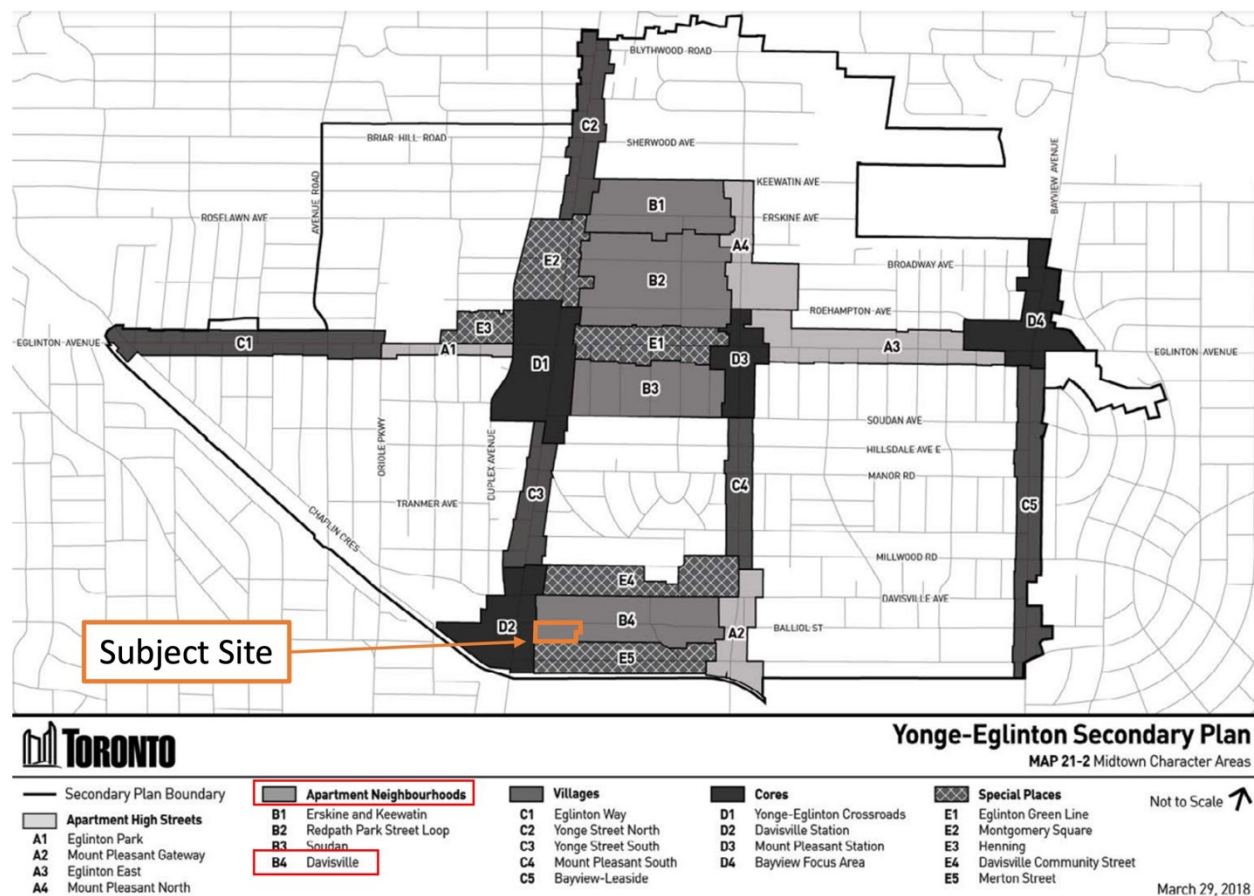 BLYTHWOOD ROAD
C2
BRIAR HILL ROAD
SHERWOOD AVE
AVENUE ROAD
BAYVIEW AVENUE
KEEWATIN AVE
B1
ROSELAWN AVE
ERSKINE AVE
A4
E2
BROADWAY AVE
B2
ROEHAMPTON AVE
E3
D4
EGLINTON AVENUE
C1
A1
E1
A3
EGLINTON AVENUE
D1
D3
B3
SOUDAN AVE
ORIOLE PKWY
DUPLEX AVENUE
HILLSDALE AVE E
MANOR RD
C3
C4
C5
TRANMER AVE
CHAPLIN CRES
MILLWOOD RD
E4
DAVISVILLE AVE
D2
B4
A2
BALLIOL ST
Subject Site
E5
TORONTO
Yonge-Eglinton Secondary Plan
MAP 21-2 Midtown Character Areas
Secondary Plan Boundary
Apartment High Streets
A1 Eglinton Park
A2 Mount Pleasant Gateway
A3 Eglinton East
A4 Mount Pleasant North
Apartment Neighbourhoods
B1 Erskine and Keewatin
B2 Redpath Park Street Loop
B3 Soudan
B4 Davisville
Villages
C1 Eglinton Way
C2 Yonge Street North
C3 Yonge Street South
C4 Mount Pleasant South
C5 Bayview-Leaside
Cores
D1 Yonge-Eglinton Crossroads
D2 Davisville Station
D3 Mount Pleasant Station
D4 Bayview Focus Area
Special Places
E1 Eglinton Green Line
E2 Montgomery Square
E3 Henning
E4 Davisville Community Street
E5 Merton Street
Not to Scale
March 29, 2018